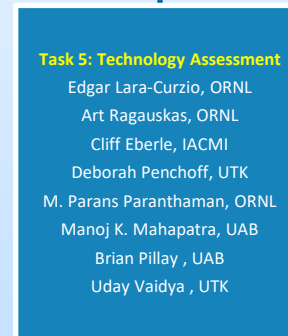 Task 5: Technology Assessment
Edgar Lara-Curzio, ORNL
Art Ragauskas, ORNL
Cliff Eberle, IACMI
Deborah Penchoff, UTK
M. Parans Paranthaman, ORNL
Manoj K. Mahapatra, UAB
Brian Pillay , UAB
Uday Vaidya , UTK